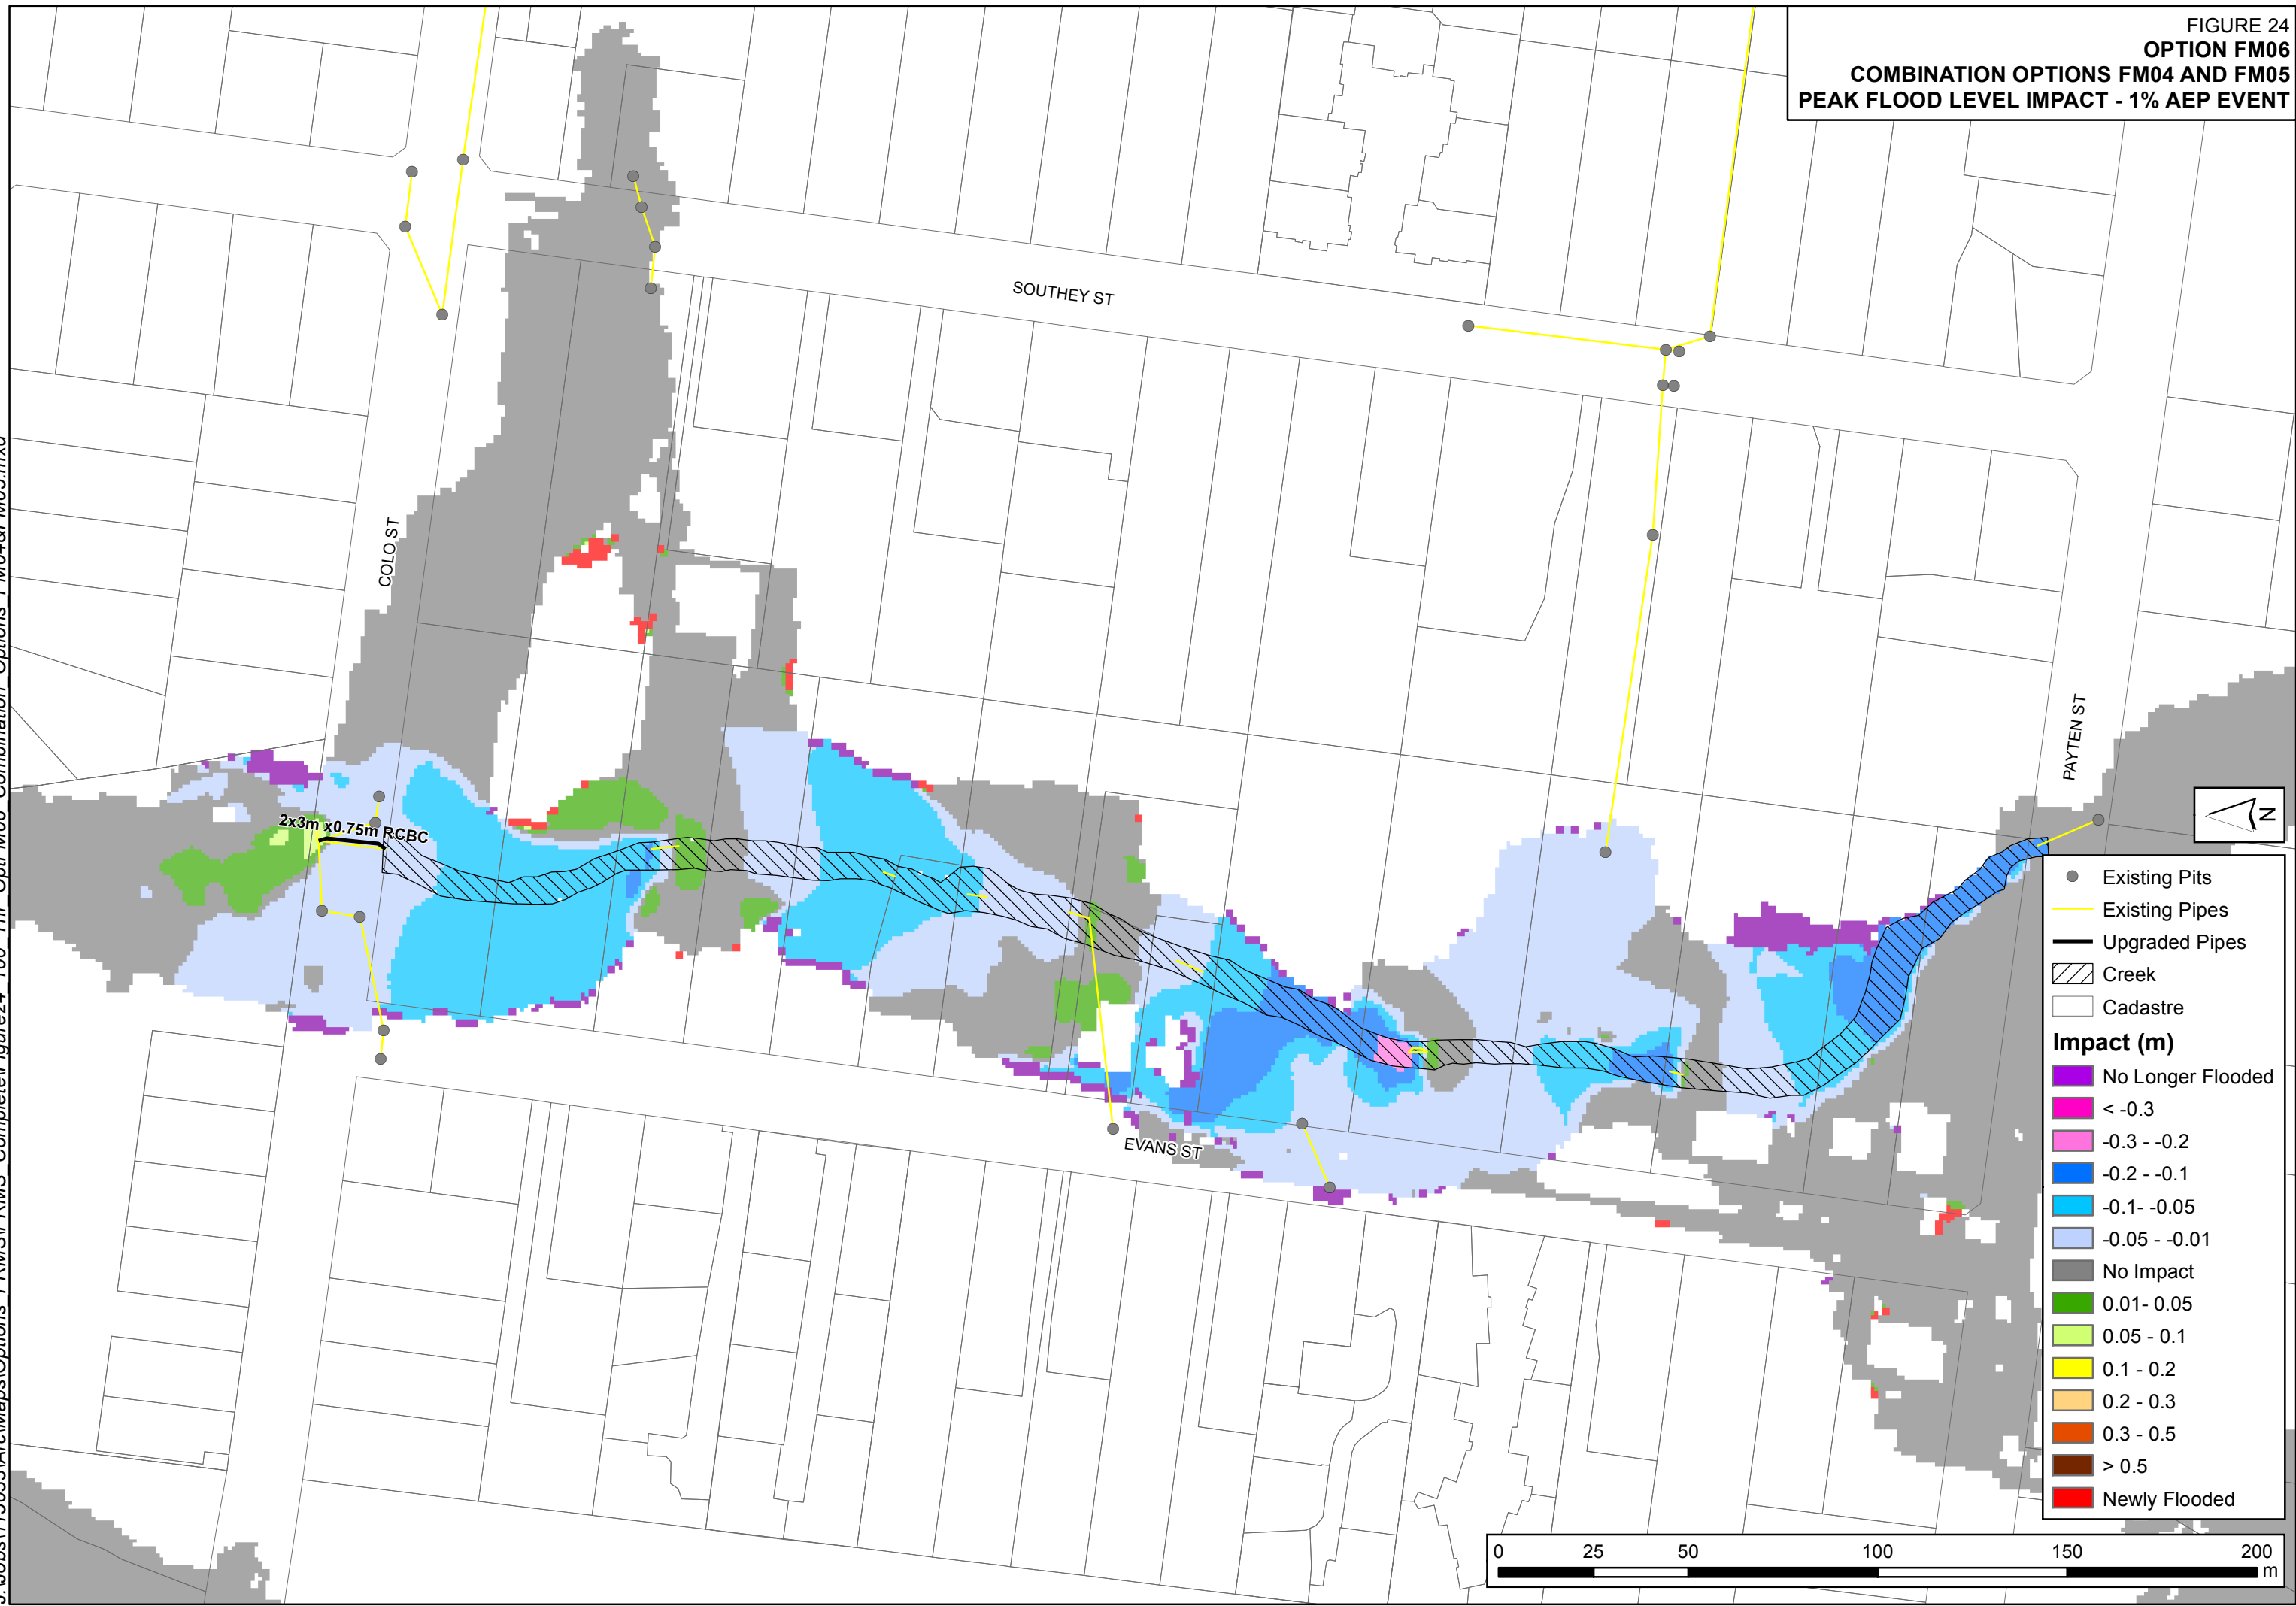 FIGURE 24
OPTION FM06
COMBINATION OPTIONS FM04 AND FM05
PEAK FLOOD LEVEL IMPACT - 1% AEP EVENT
SOUTHEY ST
COLO ST
PAYTEN ST
2x3m x0.75m RCBC
EVANS ST
N
Existing Pits
Existing Pipes
Upgraded Pipes
Creek
Cadastre
Impact (m)
No Longer Flooded
< -0.3
-0.3 - -0.2
-0.2 - -0.1
-0.1- -0.05
-0.05 - -0.01
No Impact
0.01- 0.05
0.05 - 0.1
0.1 - 0.2
0.2 - 0.3
0.3 - 0.5
> 0.5
Newly Flooded
0 25 50 100 150 200
m